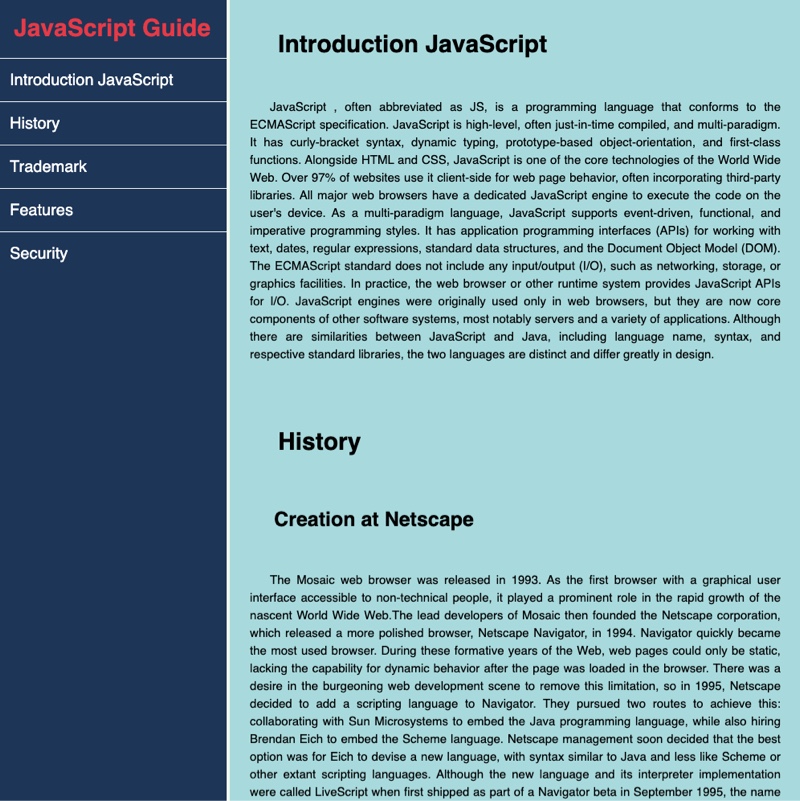 JavaScript Guide
Introduction JavaScript
History
Trademark
Features
Security
Introduction JavaScript
JavaScript , often abbreviated as JS, is a programming language that conforms to the
ECMAScript specification. JavaScript is high-level, often just-in-time compiled, and multi-paradigm.
It has curly-bracket syntax, dynamic typing, prototype-based object-orientation, and first-class
functions. Alongside HTML and CSS, JavaScript is one of the core technologies of the World Wide
Web. Over 97% of websites use it client-side for web page behavior, often incorporating third-party
libraries. All major web browsers have a dedicated JavaScript engine to execute the code on the
user's device. As a multi-paradigm language, JavaScript supports event-driven, functional, and
imperative programming styles. It has application programming interfaces (APIs) for working with
text, dates, regular expressions, standard data structures, and the Document Object Model (DOM).
The ECMAScript standard does not include any input/output (I/O), such as networking, storage, or
graphics facilities. In practice, the web browser or other runtime system provides JavaScript APIs
for I/O. JavaScript engines were originally used only in web browsers, but they are now core
components of other software systems, most notably servers and a variety of applications. Although
there are similarities between JavaScript and Java, including language name, syntax, and
respective standard libraries, the two languages are distinct and differ greatly in design.
History
Creation at Netscape
The Mosaic web browser was released in 1993. As the first browser with a graphical user
interface accessible to non-technical people, it played a prominent role in the rapid growth of the
nascent World Wide Web.The lead developers of Mosaic then founded the Netscape corporation,
which released a more polished browser, Netscape Navigator, in 1994. Navigator quickly became
the most used browser. During these formative years of the Web, web pages could only be static,
lacking the capability for dynamic behavior after the page was loaded in the browser. There was a
desire in the burgeoning web development scene to remove this limitation, so in 1995, Netscape
decided to add a scripting language to Navigator. They pursued two routes to achieve this:
collaborating with Sun Microsystems to embed the Java programming language, while also hiring
Brendan Eich to embed the Scheme language. Netscape management soon decided that the best
option was for Eich to devise a new language, with syntax similar to Java and less like Scheme or
other extant scripting languages. Although the new language and its interpreter implementation
were called LiveScript when first shipped as part of a Navigator beta in September 1995, the name